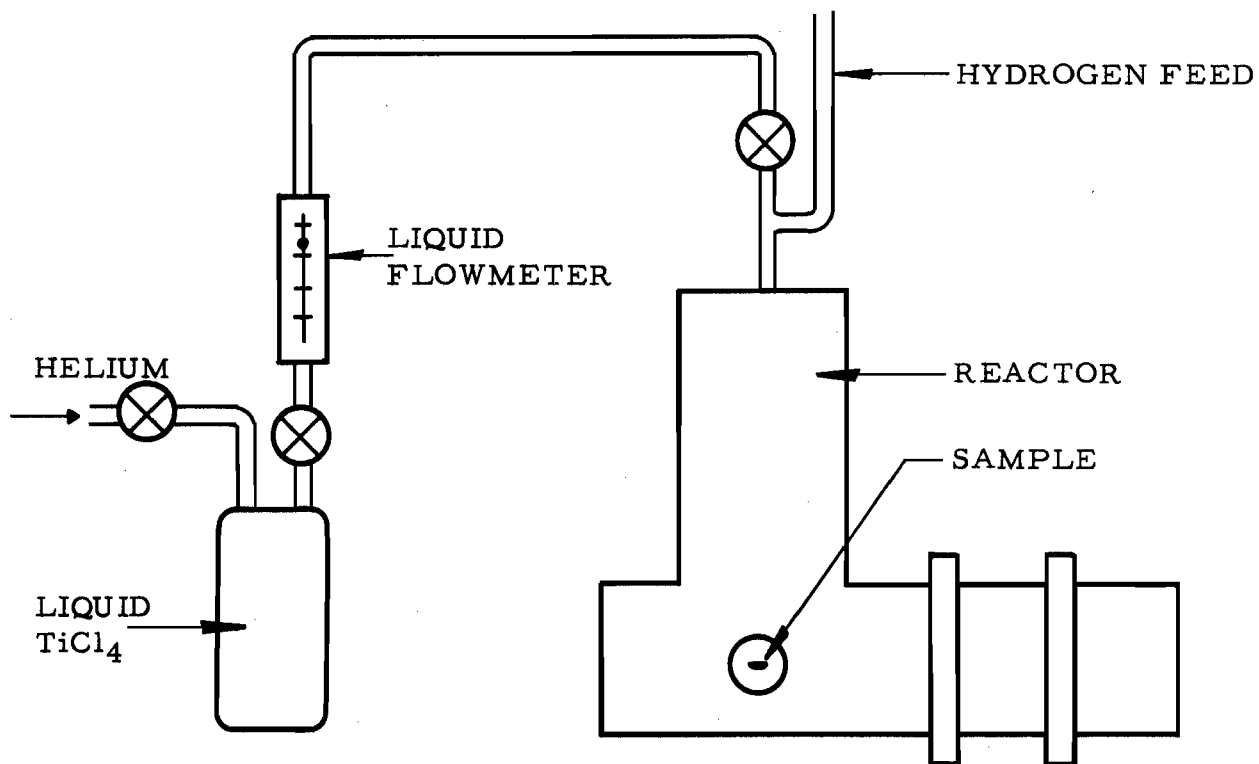 HYDROGEN FEED
LIQUID
FLOWMETER
HELIUM
REACTOR
SAMPLE
LIQUID
TiCl4